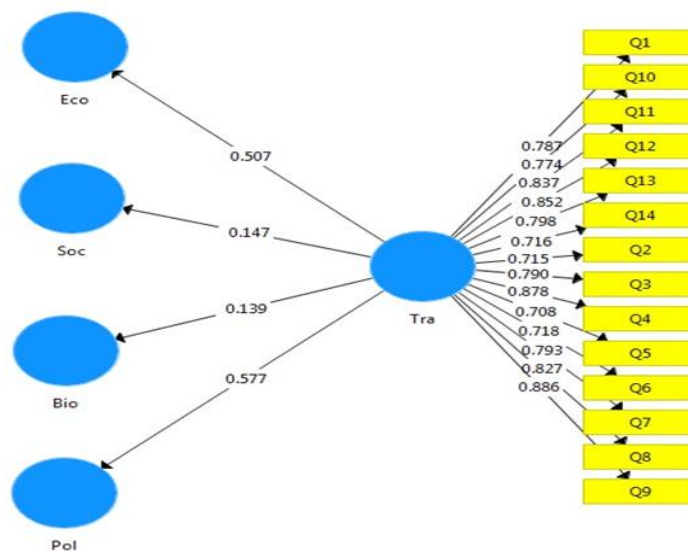 Eco
Soc
Bio
Pol
0.507
0.147
0.139
0.577
Tra
0.787
0.774
0.837
0.852
0.798
0.716
0.715
0.790
0.878
0.708
0.718
0.793
0.827
0.886
Q1
Q10
Q11
Q12
Q13
Q14
Q2
Q3
Q4
Q5
Q6
Q7
Q8
Q9